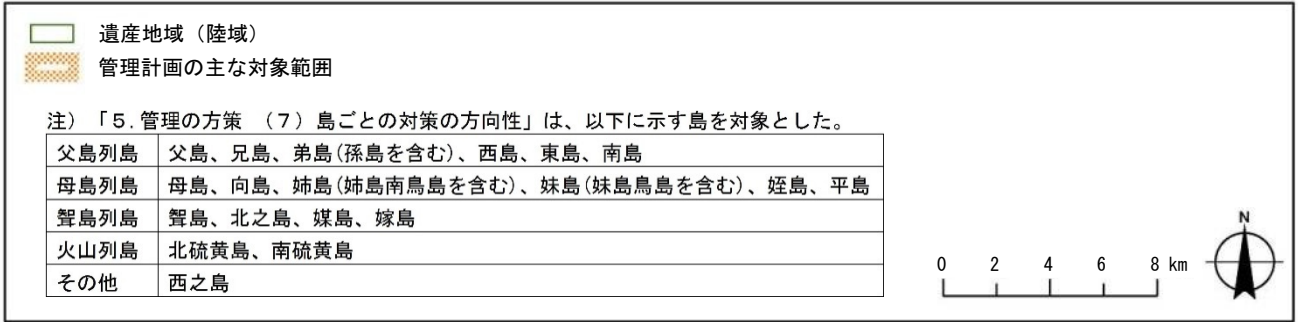 遺産地域（陸域）
管理計画の主な対象範囲
注）「５.管理の方策 （７）島ごとの対策の方向性」は、以下に示す島を対象とした。
父島列島 父島、兄島、弟島(孫島を含む)、西島、東島、南島
母島列島 母島、向島、姉島(姉島南鳥島を含む)、妹島(妹島鳥島を含む)、姪島、平島
聟島列島 聟島、北之島、媒島、嫁島
火山列島 北硫黄島、南硫黄島
その他 西之島
0 2 4 6 8 km
N